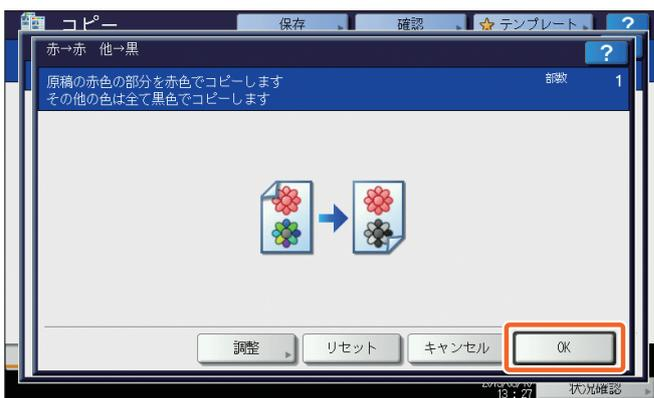 コピー 保存 確認 テンプレート ?
赤→赤 他→黒 ?
原稿の赤色の部分を赤色でコピーします 部数 1
その他の色は全て黒色でコピーします
調整 リセット キャンセル OK
13:27 状況確認